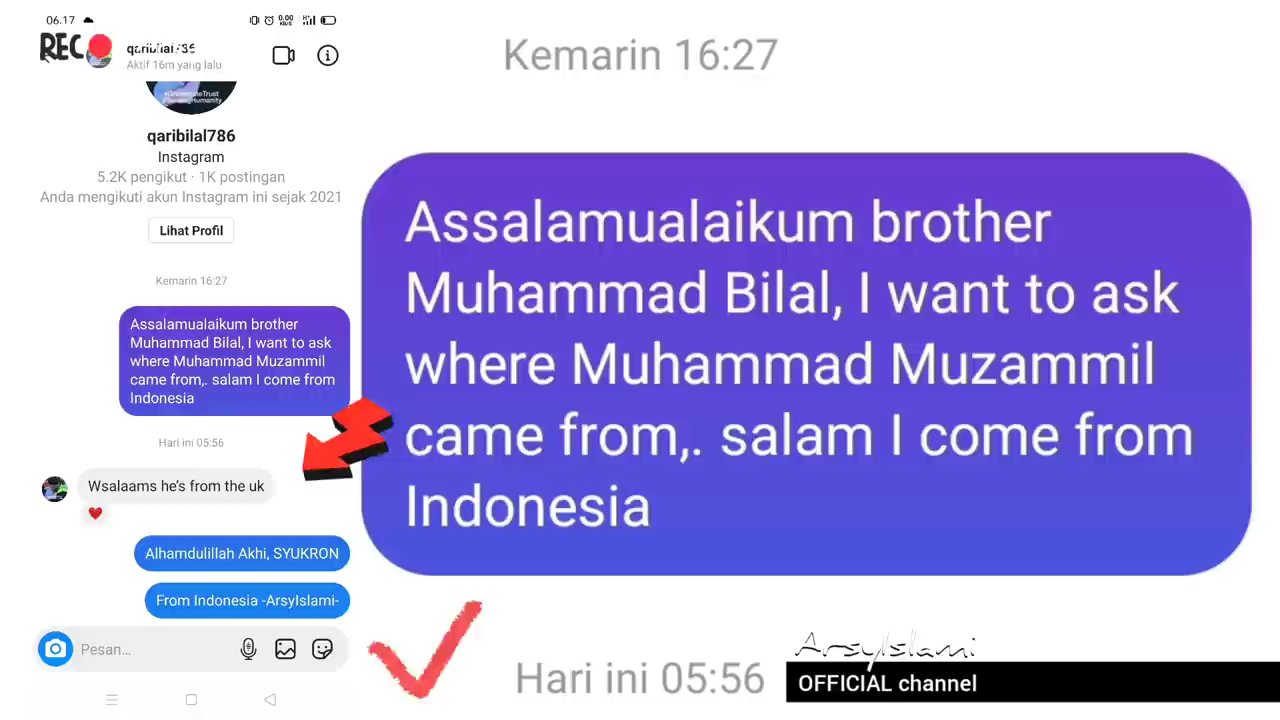 06.17
0.00
KB/S
REC
qaribilal786
Aktif 16m yang lalu
qaribilal786
Instagram
5.2K pengikut · 1K postingan
Anda mengikuti akun Instagram ini sejak 2021
Lihat Profil
Kemarin 16:27
Assalamualaikum brother
Muhammad Bilal, I want to ask
where Muhammad Muzammil
came from,. salam I come from
Indonesia
Hari ini 05:56
Wsalaams he's from the uk
Alhamdulillah Akhi, SYUKRON
From Indonesia -ArsyIslami-
Pesan...
Kemarin 16:27
Assalamualaikum brother
Muhammad Bilal, I want to ask
where Muhammad Muzammil
came from,. salam I come from
Indonesia
Hari ini 05:56
ArsyIslami
OFFICIAL channel